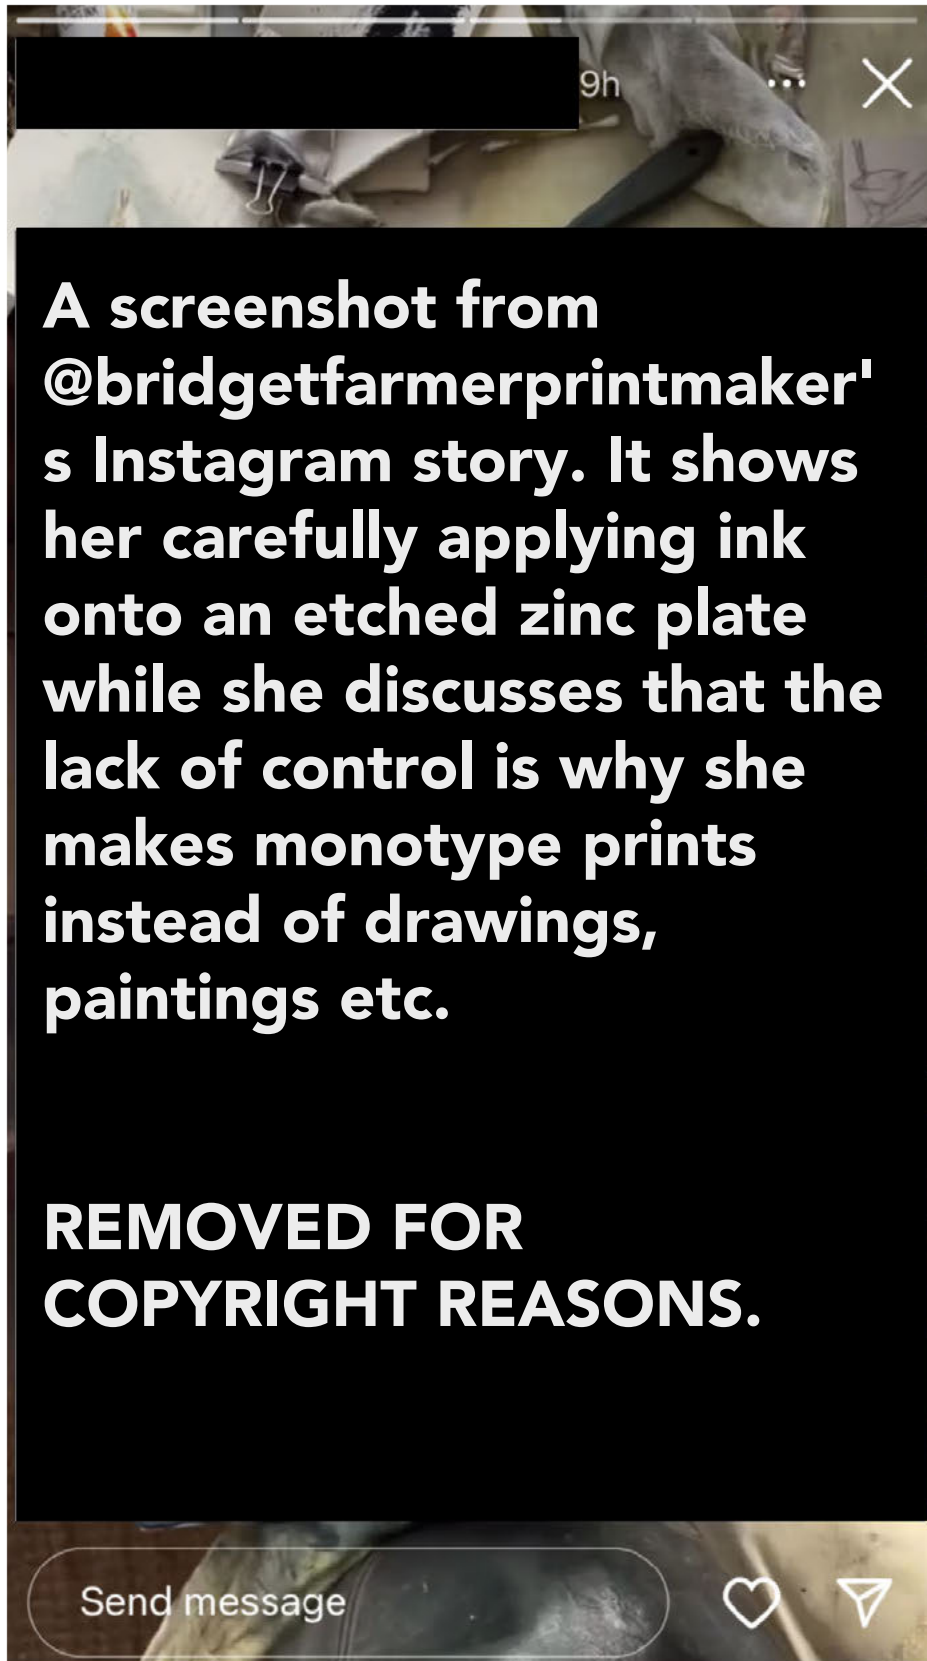 9h
A screenshot from
@bridgetfarmerprintmaker'
s Instagram story. It shows
her carefully applying ink
onto an etched zinc plate
while she discusses that the
lack of control is why she
makes monotype prints
instead of drawings,
paintings etc.
REMOVED FOR
COPYRIGHT REASONS.
Send message